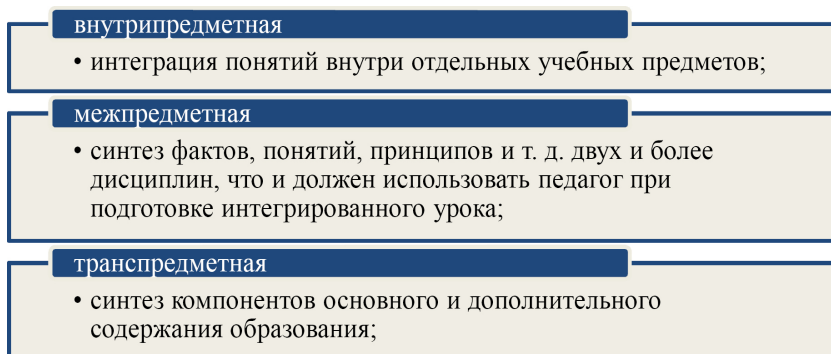 внутрипредметная
• интеграция понятий внутри отдельных учебных предметов;
межпредметная
• синтез фактов, понятий, принципов и т. д. двух и более
дисциплин, что и должен использовать педагог при
подготовке интегрированного урока;
транспредметная
• синтез компонентов основного и дополнительного
содержания образования;